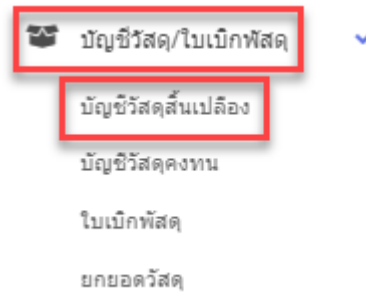 บัญชีวัสดุ/ใบเบิกพัสดุ
บัญชีวัสดุสิ้นเปลือง
บัญชีวัสดุคงทน
ใบเบิกพัสดุ
ยกยอดวัสดุ